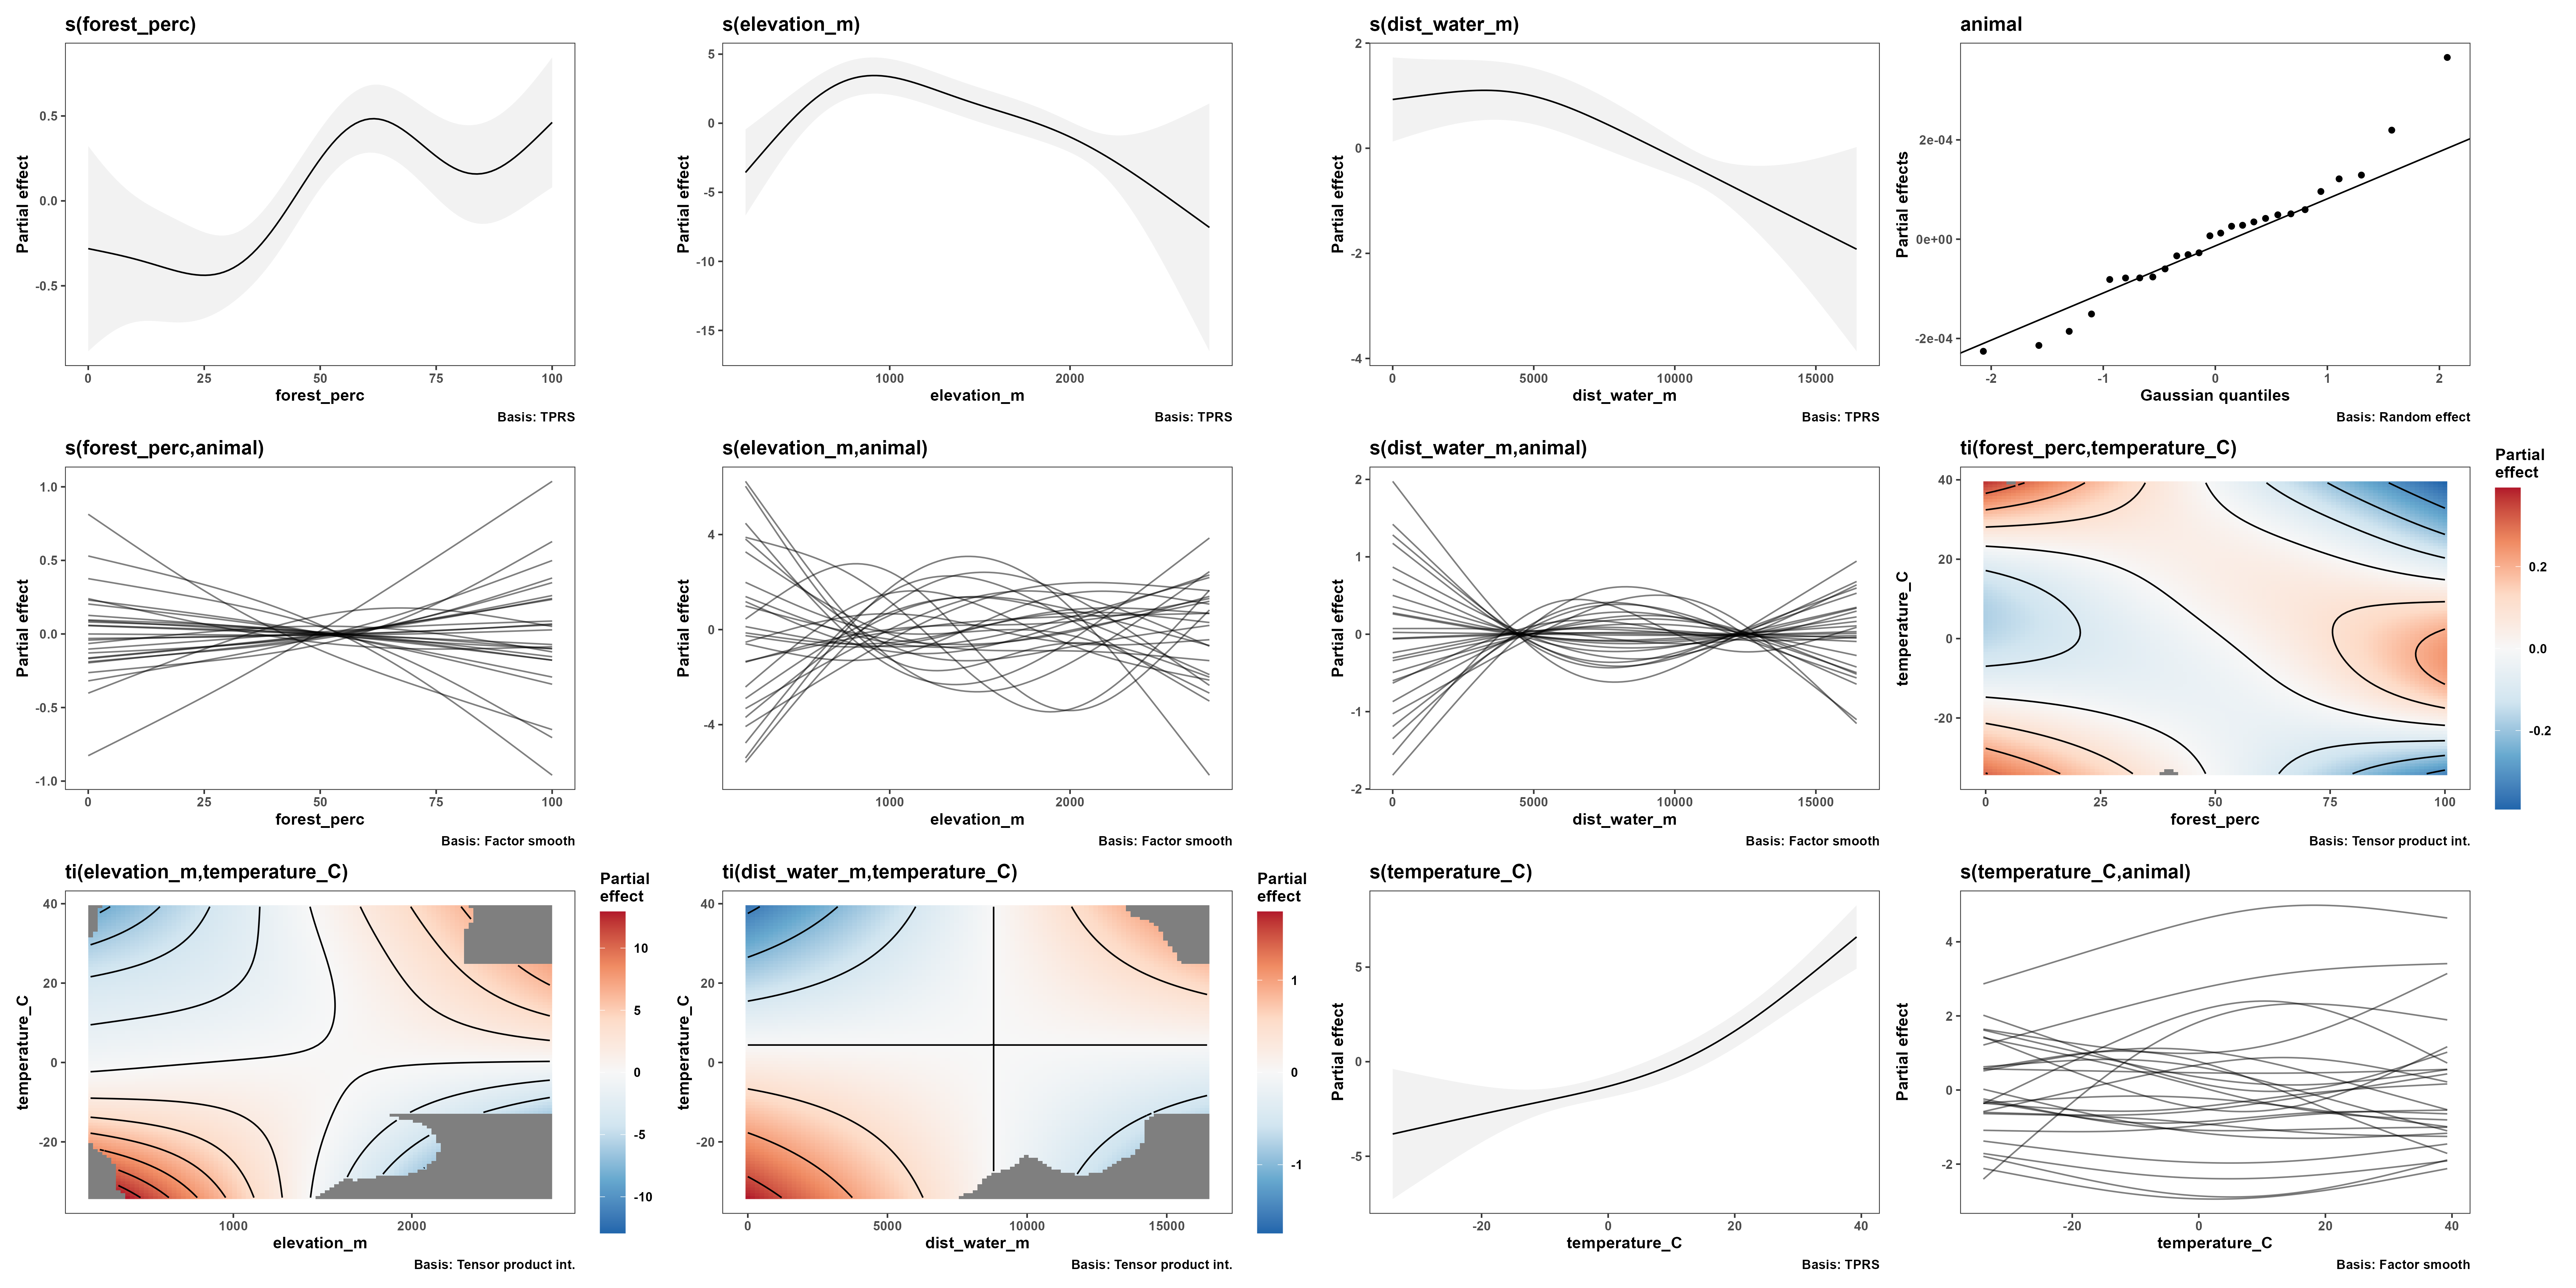 s(forest_perc)
Partial effect
0.5
0.0
-0.5
0
25
50
75
100
forest_perc
Basis: TPRS
s(elevation_m)
Partial effect
5
0
-5
-10
-15
1000
2000
elevation_m
Basis: TPRS
s(dist_water_m)
Partial effect
2
0
-2
-4
0
5000
10000
15000
dist_water_m
Basis: TPRS
animal
Partial effects
2e-04
0e+00
-2e-04
-2
-1
0
1
2
Gaussian quantiles
Basis: Random effect
s(forest_perc,animal)
Partial effect
1.0
0.5
0.0
-0.5
-1.0
0
25
50
75
100
forest_perc
Basis: Factor smooth
s(elevation_m,animal)
Partial effect
4
0
-4
1000
2000
elevation_m
Basis: Factor smooth
s(dist_water_m,animal)
Partial effect
2
1
0
-1
-2
0
5000
10000
15000
dist_water_m
Basis: Factor smooth
ti(forest_perc,temperature_C)
temperature_C
40
20
0
-20
0
25
50
75
100
forest_perc
Basis: Tensor product int.
Partial
effect
0.2
0.0
-0.2
ti(elevation_m,temperature_C)
temperature_C
40
20
0
-20
1000
2000
elevation_m
Basis: Tensor product int.
Partial
effect
10
5
0
-5
-10
ti(dist_water_m,temperature_C)
temperature_C
40
20
0
-20
0
5000
10000
15000
dist_water_m
Basis: Tensor product int.
Partial
effect
1
0
-1
s(temperature_C)
Partial effect
5
0
-5
-20
0
20
40
temperature_C
Basis: TPRS
s(temperature_C,animal)
Partial effect
4
2
0
-2
-20
0
20
40
temperature_C
Basis: Factor smooth